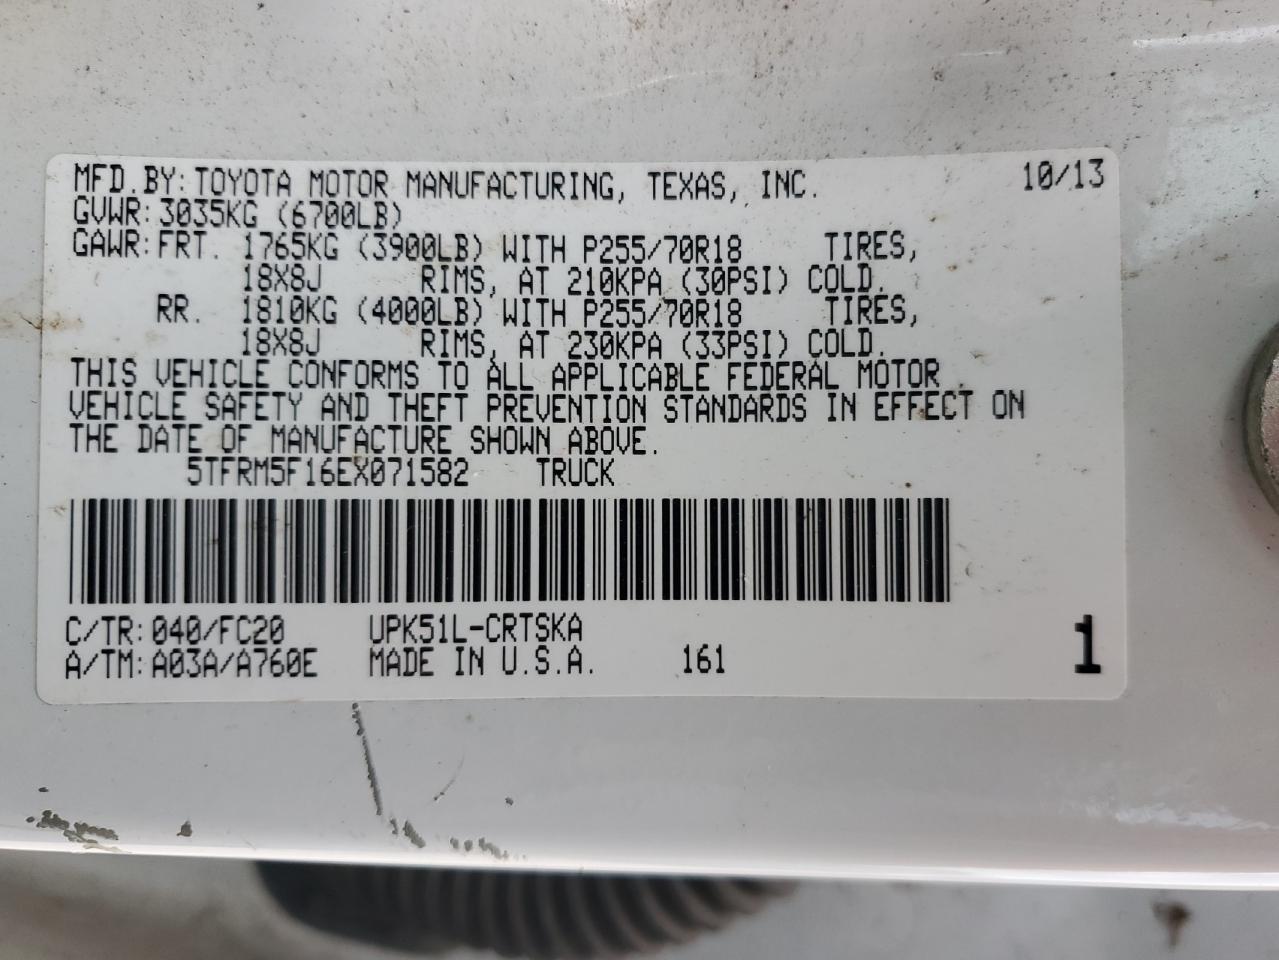 MFD.BY: TOYOTA MOTOR MANUFACTURING, TEXAS, INC. 10/13
GVWR: 3035KG (6700LB)
GAWR: FRT. 1765KG (3900LB) WITH P255/70R18 TIRES,
18X8J RIMS, AT 210KPA (30PSI) COLD.
RR. 1810KG (4000LB) WITH P255/70R18 TIRES,
18X8J RIMS, AT 230KPA (33PSI) COLD.
THIS VEHICLE CONFORMS TO ALL APPLICABLE FEDERAL MOTOR
VEHICLE SAFETY AND THEFT PREVENTION STANDARDS IN EFFECT ON
THE DATE OF MANUFACTURE SHOWN ABOVE.
5TFRM5F16EX071582 TRUCK
C/TR: 040/FC20 UPK51L-CRTSKA
A/TM: A03A/A760E MADE IN U.S.A. 161 1